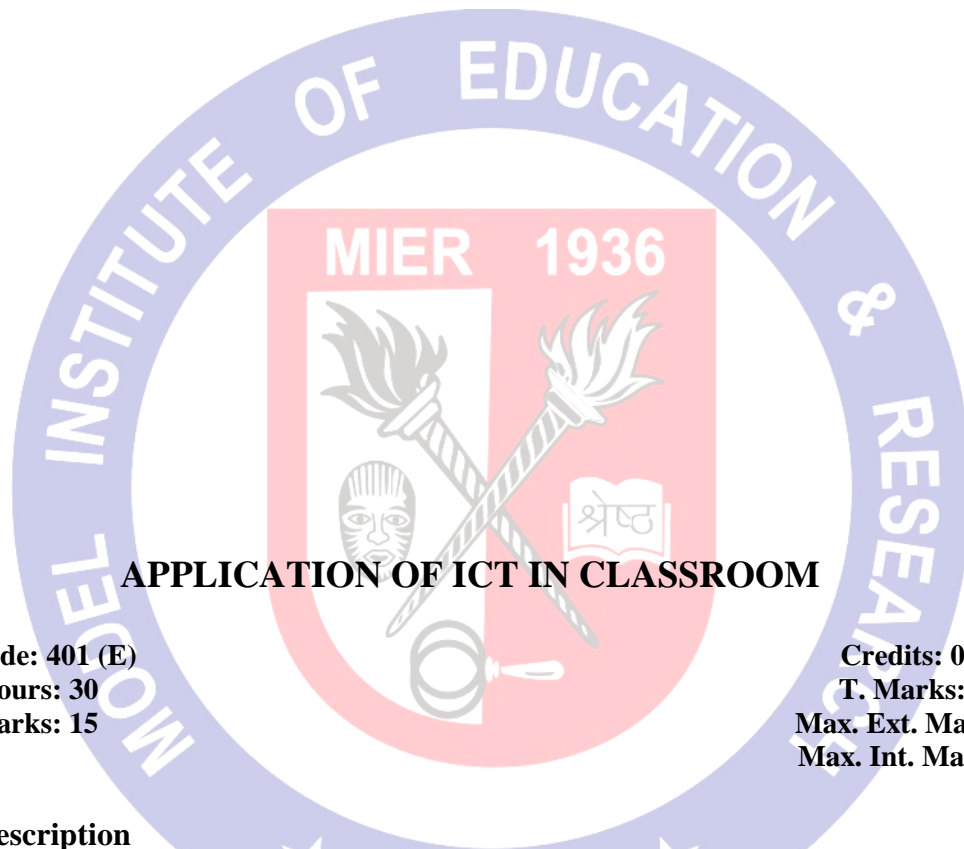 MODEL INSTITUTE OF EDUCATION & RESEARCH
MIER 1936
श्रेष्ठ
APPLICATION OF ICT IN CLASSROOM
de: 401 (E)
Credits: 0
ours: 30
T. Marks:
arks: 15
Max. Ext. Ma
Max. Int. Ma
escription